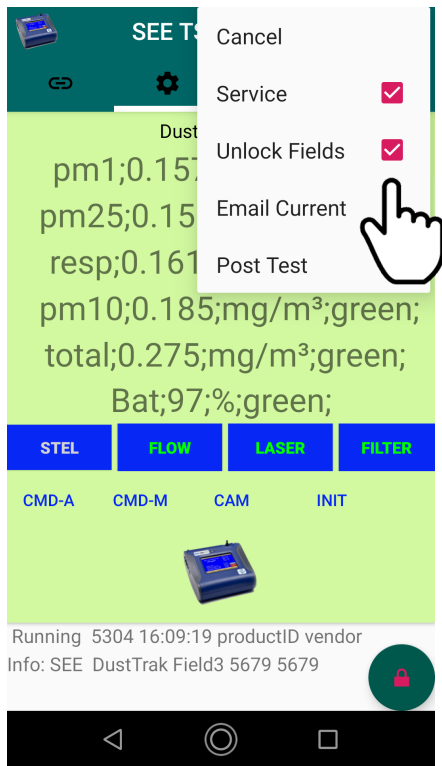 SEE TS
Cancel
Service
Unlock Fields
Email Current
Post Test
Dust
pm1;0.157
pm25;0.15
resp;0.161
pm10;0.185;mg/m³;green;
total;0.275;mg/m³;green;
Bat;97;%;green;
STEL FLOW LASER FILTER
CMD-A CMD-M CAM INIT
Running 5304 16:09:19 productID vendor
Info: SEE DustTrak Field3 5679 5679